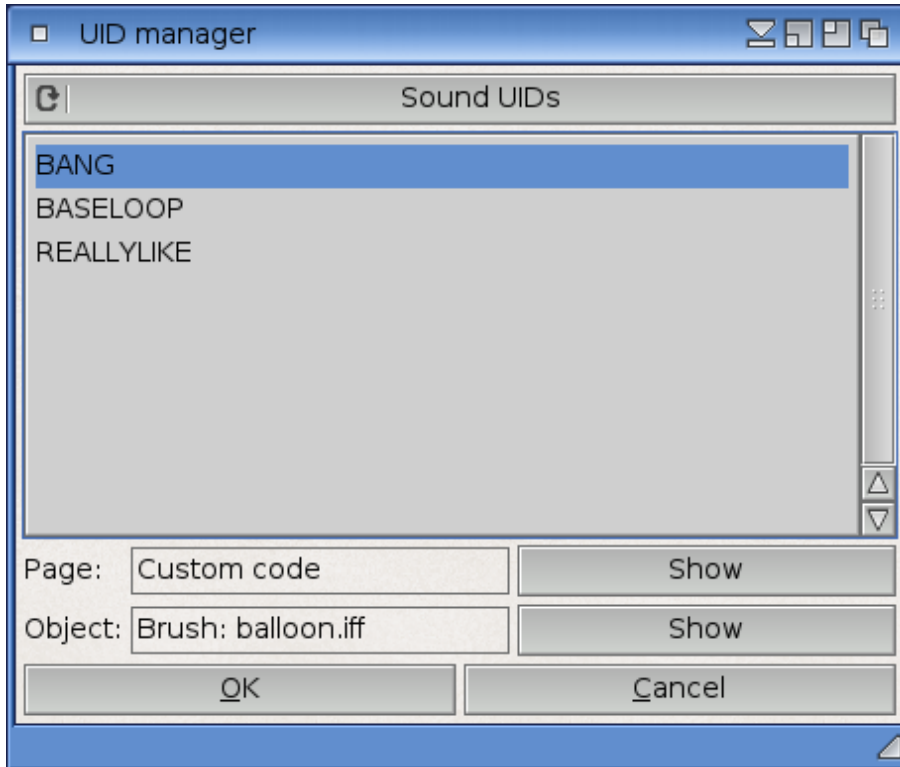 UID manager
Sound UIDs
BANG
BASELOOP
REALLYLIKE
Page: Custom code Show
Object: Brush: balloon.iff Show
OK Cancel